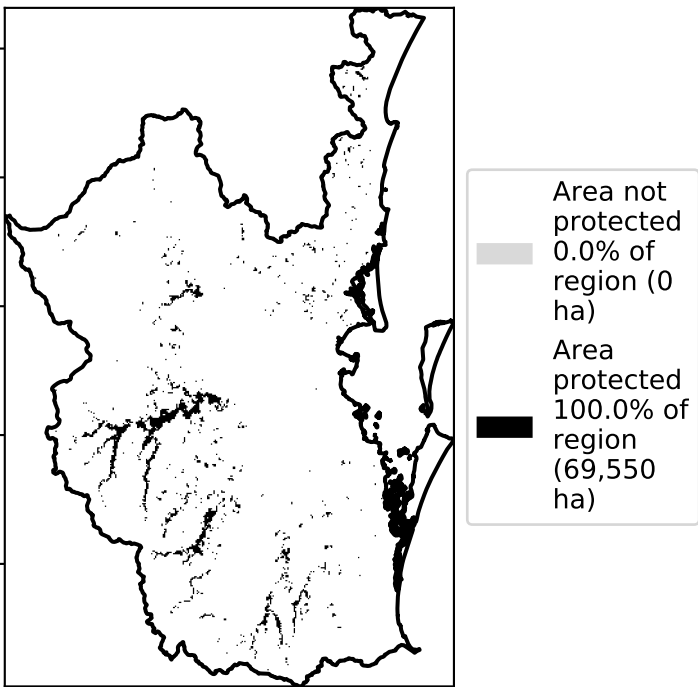 Area not
protected
0.0% of
region (0
ha)
Area
protected
100.0% of
region
(69,550
ha)